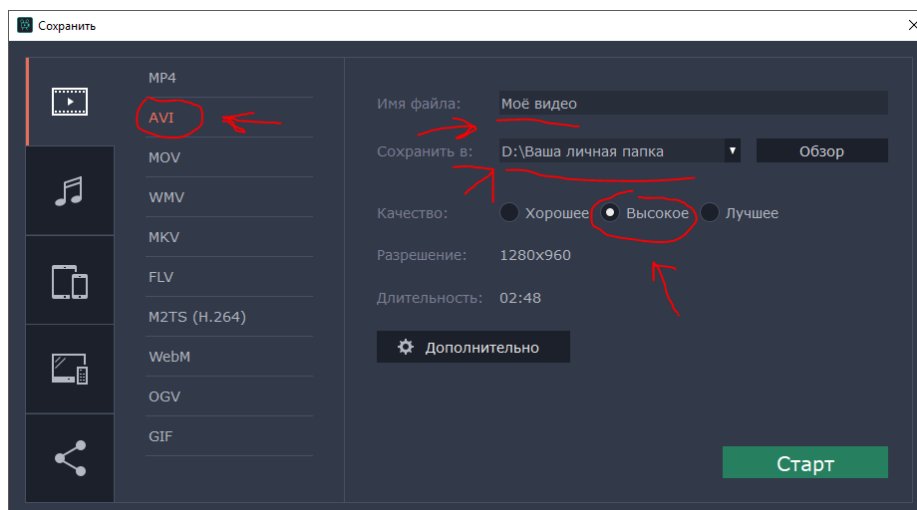 Сохранить
MP4
AVI
MOV
WMV
MKV
FLV
M2TS (H.264)
WebM
OGV
GIF
Имя файла: Моё видео
Сохранить в: D:\Ваша личная папка Обзор
Качество: Хорошее Высокое Лучшее
Разрешение: 1280x960
Длительность: 02:48
Дополнительно
Старт